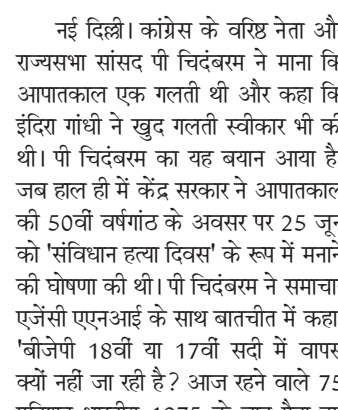 नई दिल्ली। कांग्रेस के वरिष्ठ नेता
राज्यसभा सांसद पी चिदंबरम ने माना कि
आपातकाल एक गलती थी और कहा कि
इंदिरा गांधी ने खुद गलती स्वीकार भी की
थी। पी चिदंबरम का यह बयान आया है
जब हाल ही में केंद्र सरकार ने आपातकाल
की 50वीं वर्षगांठ के अवसर पर 25 जून
को 'संविधान हत्या दिवस' के रूप में मनाने
की घोषणा की थी। पी चिदंबरम ने समाचा
एजेंसी एएनआई के साथ बातचीत में कहा
'बीजेपी 18वीं या 17वीं सदी में वापस
क्यों नहीं जा रही है? आज रहने वाले 75